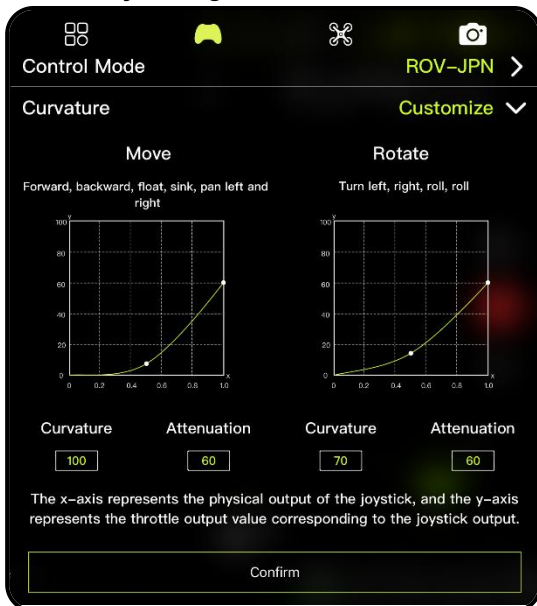 Control Mode ROV-JPN
Curvature Customize
Move Rotate
Forward, backward, float, sink, pan left and
right
Turn left, right, roll, roll
Y
100
80
60
40
20
0
0 0.2 0.4 0.6 0.8 1.0
X
Y
100
80
60
40
20
0
0 0.2 0.4 0.6 0.8 1.0
X
Curvature Attenuation Curvature Attenuation
100 60 70 60
The x-axis represents the physical output of the joystick, and the y-axis
represents the throttle output value corresponding to the joystick output.
Confirm